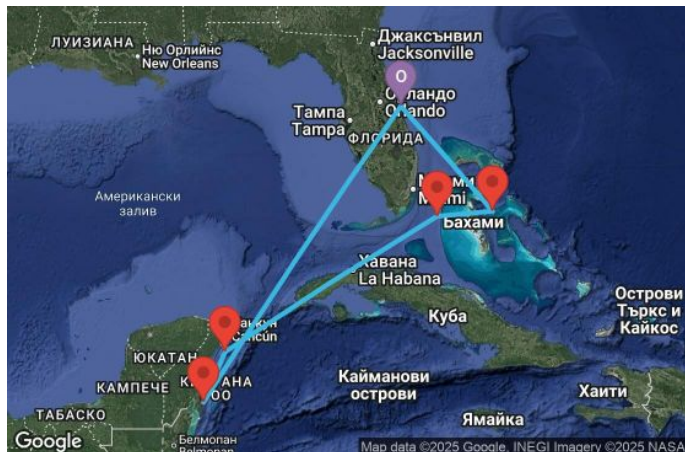 ЛУИЗИАНА
Ню Орлийнс
New Orleans
Джаксънвил
Jacksonville
O
Орландо
Orlando
Тампа
Tampa
ФЛОРИДА
Американски
залив
Miami
Бахами
Хавана
La Habana
Куба
Острови
Търкс и
Кайкос
Cancún
ЮКАТАН
КАМПЕЧЕ
ТАБАСКО
Кайманови
острови
Хаити
Ямайка
Белмопан
Belmopan
Google
Map data ©2025 Google, INEGI Imagery ©2025 NASA